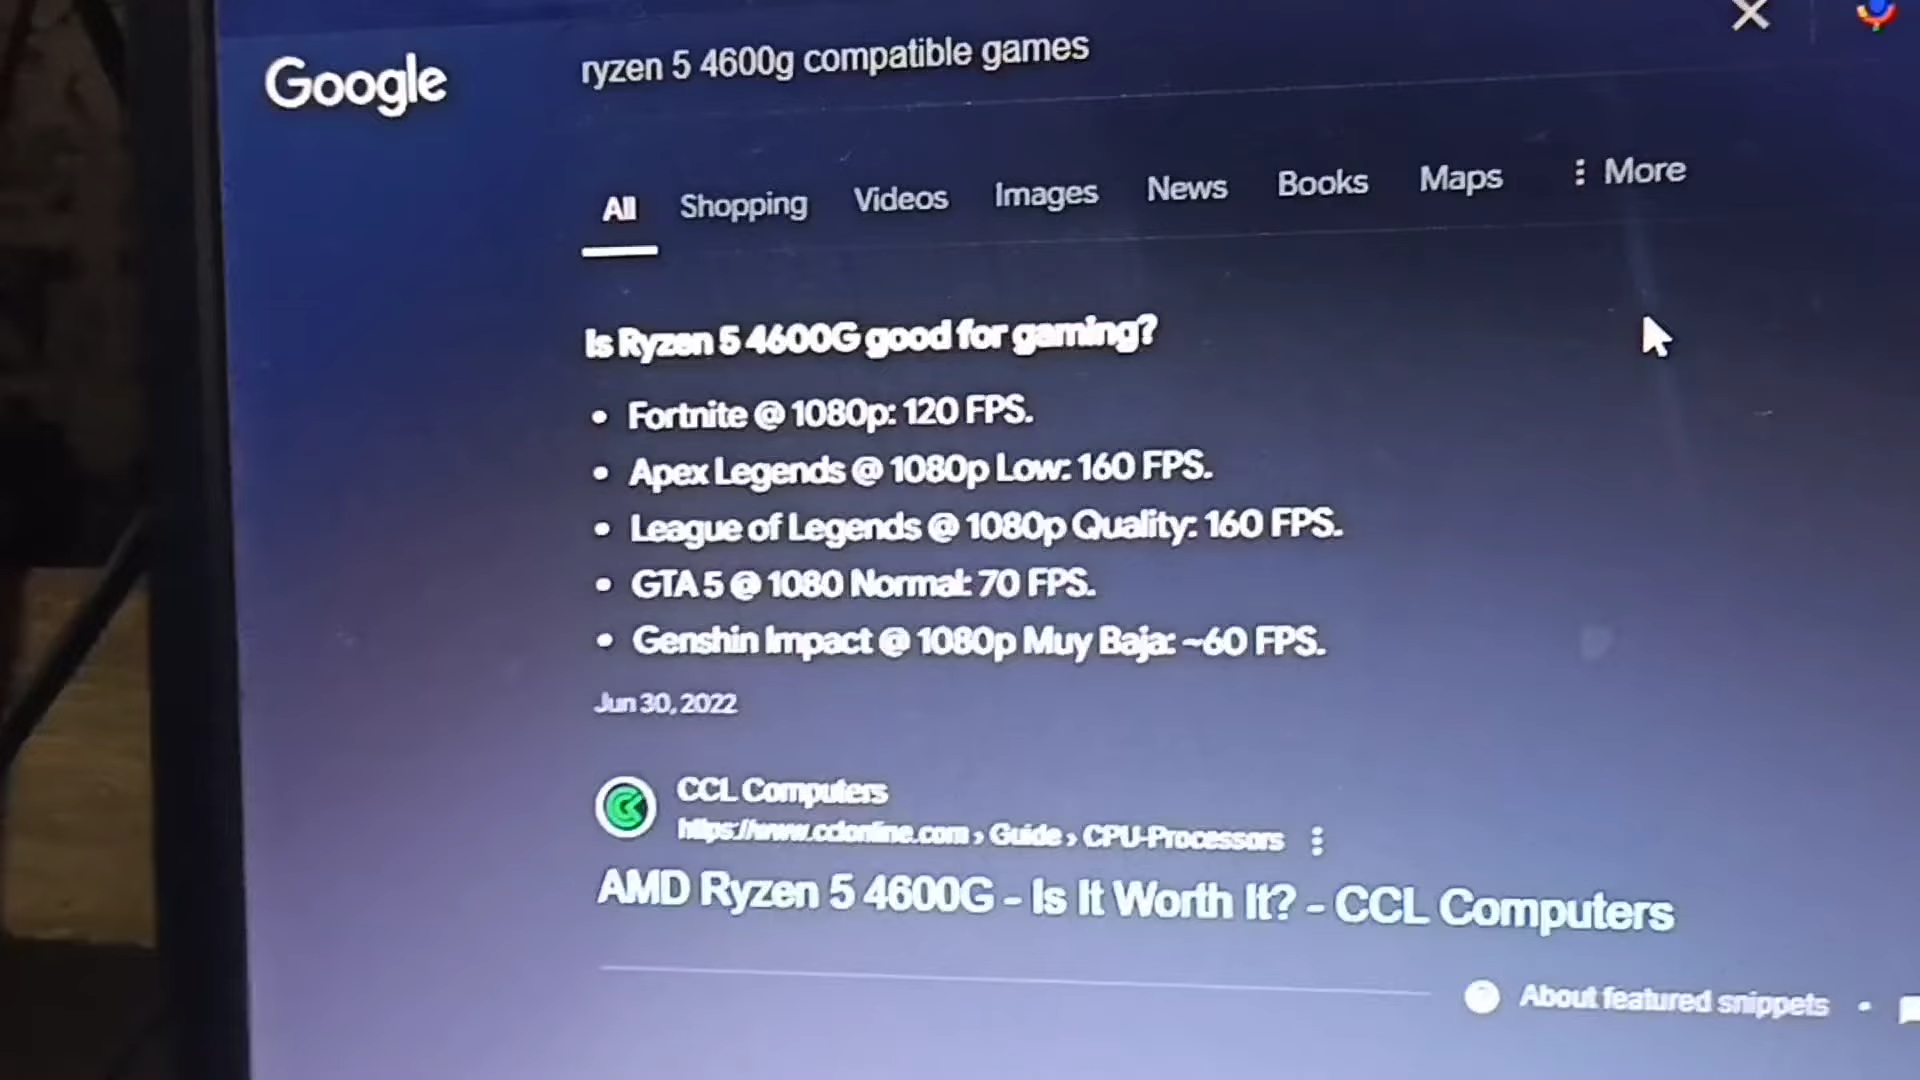 Google
ryzen 5 4600g compatible games
All Shopping Videos Images News Books Maps More
Is Ryzen 5 4600G good for gaming?
Fortnite @ 1080p: 120 FPS.
Apex Legends @ 1080p Low: 160 FPS.
League of Legends @ 1080p Quality: 160 FPS.
GTA 5 @ 1080 Normal: 70 FPS.
Genshin Impact @ 1080p Muy Baja: ~60 FPS.
Jun 30, 2022
CCL Computers
https://www.cclonline.com › Guide › CPU-Processors
AMD Ryzen 5 4600G - Is It Worth It? - CCL Computers
About featured snippets •